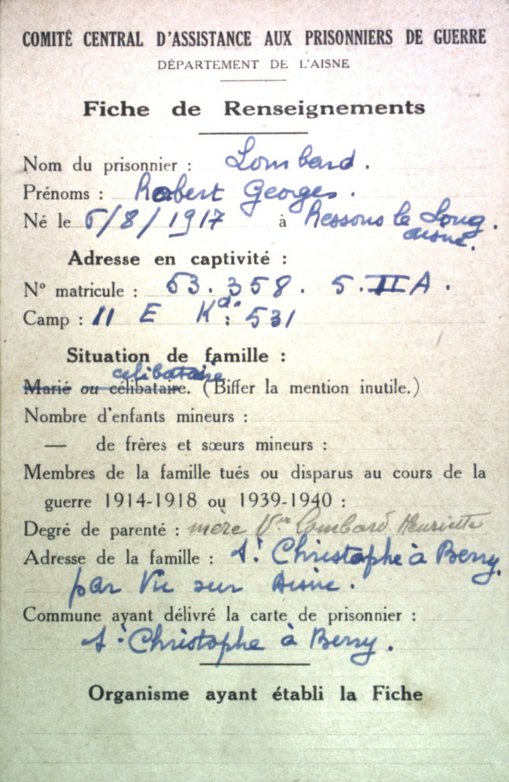 COMITÉ CENTRAL D'ASSISTANCE AUX PRISONNIERS DE GUERRE
DÉPARTEMENT DE L'AISNE
Fiche de Renseignements
Nom du prisonnier : Lombard.
Prénoms : Robert Georges.
Né le 5/8/1917 à Ressons le Long.
aisne.
Adresse en captivité :
N° matricule : 53.358. S. II A.
Camp : II E Kdo: 531
Situation de famille :
célibataire
Marié ou célibataire. (Biffer la mention inutile.)
Nombre d'enfants mineurs :
— de frères et sœurs mineurs :
Membres de la famille tués ou disparus au cours de la
guerre 1914-1918 ou 1939-1940 :
Degré de parenté : mère Vve Lombard Henriette
Adresse de la famille : St Christophe à Berry.
par Vic sur Aisne.
Commune ayant délivré la carte de prisonnier :
St Christophe à Berry.
Organisme ayant établi la Fiche